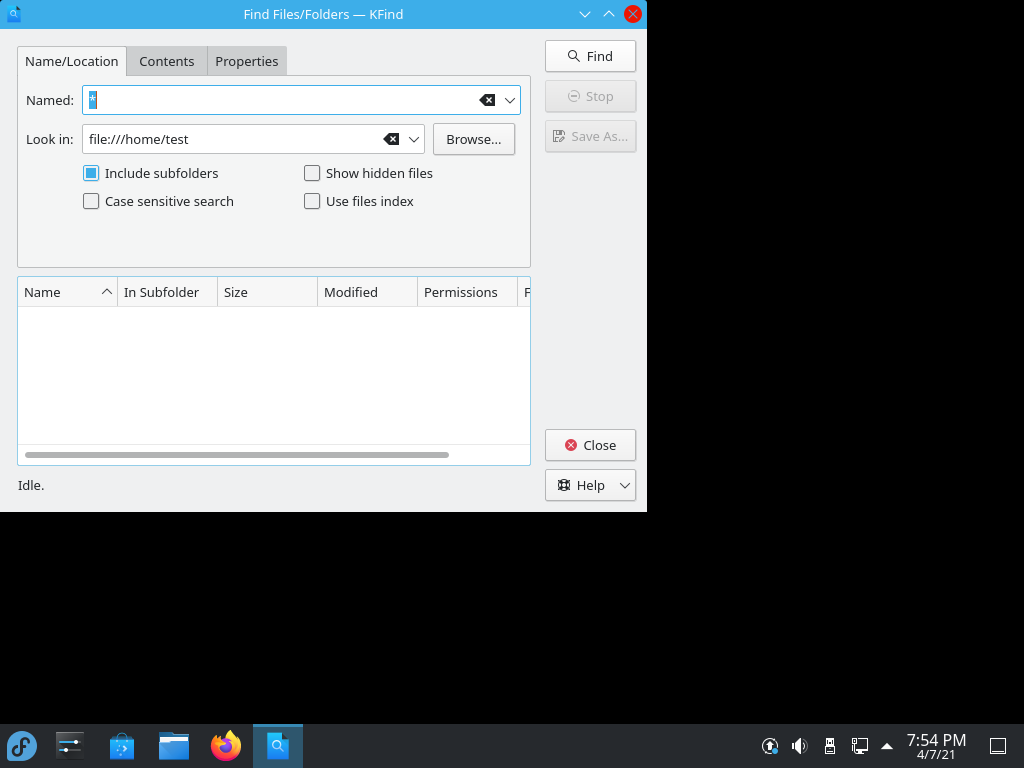 Find Files/Folders — KFind
Name/Location Contents Properties
Find
Named: *
Stop
Look in: file:///home/test Browse...
Save As...
Include subfolders Show hidden files
Case sensitive search Use files index
Name In Subfolder Size Modified Permissions F
Close
Idle.
Help
7:54 PM
4/7/21